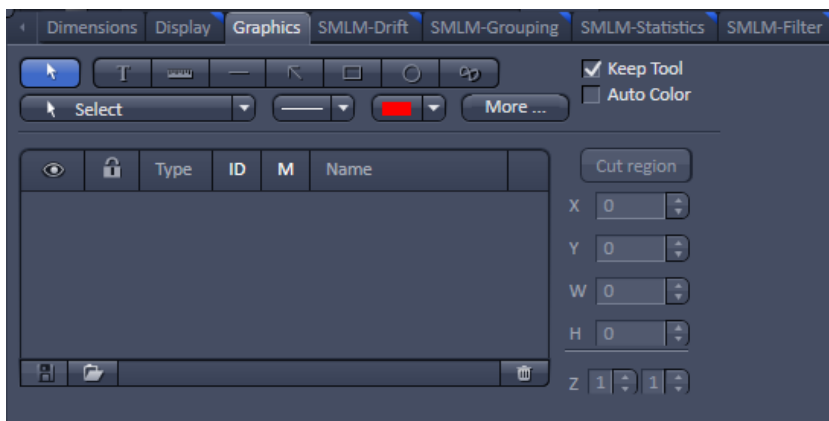 Dimensions Display Graphics SMLM-Drift SMLM-Grouping SMLM-Statistics SMLM-Filter
T Keep Tool
Select More ... Auto Color
Type ID M Name Cut region
X 0
Y 0
W 0
H 0
Z 1 1